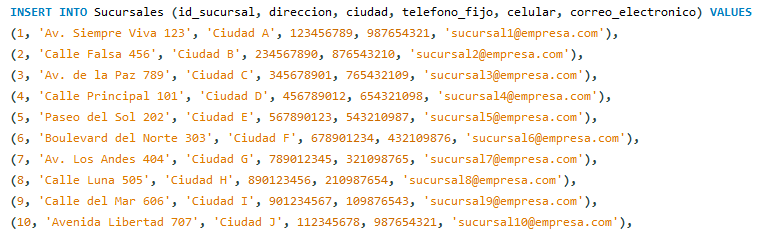 INSERT INTO Sucursales (id_sucursal, direccion, ciudad, telefono_fijo, celular, correo_electronico) VALUES
(1, 'Av. Siempre Viva 123', 'Ciudad A', 123456789, 987654321, 'sucursal1@empresa.com'),
(2, 'Calle Falsa 456', 'Ciudad B', 234567890, 876543210, 'sucursal2@empresa.com'),
(3, 'Av. de la Paz 789', 'Ciudad C', 345678901, 765432109, 'sucursal3@empresa.com'),
(4, 'Calle Principal 101', 'Ciudad D', 456789012, 654321098, 'sucursal4@empresa.com'),
(5, 'Paseo del Sol 202', 'Ciudad E', 567890123, 543210987, 'sucursal5@empresa.com'),
(6, 'Boulevard del Norte 303', 'Ciudad F', 678901234, 432109876, 'sucursal6@empresa.com'),
(7, 'Av. Los Andes 404', 'Ciudad G', 789012345, 321098765, 'sucursal7@empresa.com'),
(8, 'Calle Luna 505', 'Ciudad H', 890123456, 210987654, 'sucursal8@empresa.com'),
(9, 'Calle del Mar 606', 'Ciudad I', 901234567, 109876543, 'sucursal9@empresa.com'),
(10, 'Avenida Libertad 707', 'Ciudad J', 112345678, 987654321, 'sucursal10@empresa.com'),